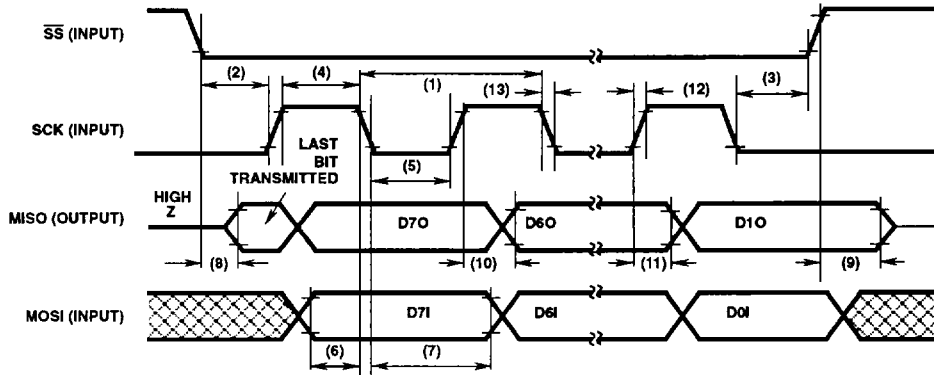 SS (INPUT)
(2)
(4)
(1)
(13)
(12)
(3)
SCK (INPUT)
(5)
LAST
BIT
TRANSMITTED
HIGH
Z
MISO (OUTPUT)
D7O
D6O
D1O
(8)
(10)
(11)
(9)
MOSI (INPUT)
D7I
D6I
D0I
(6)
(7)